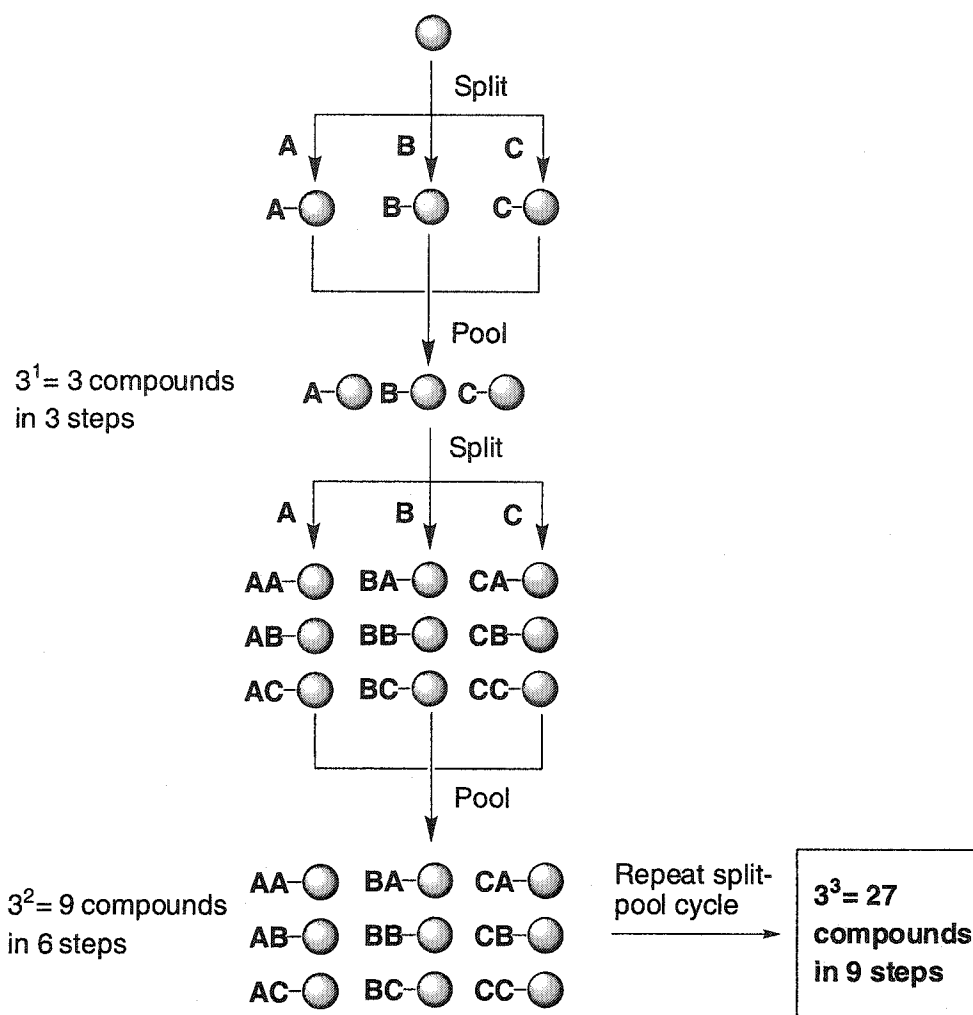 Split
A B C
A B C
Pool
3¹= 3 compounds
in 3 steps
A B C
Split
A B C
AA BA CA
AB BB CB
AC BC CC
Pool
3²= 9 compounds
in 6 steps
AA BA CA
AB BB CB
AC BC CC
Repeat split-
pool cycle
3³= 27
compounds
in 9 steps